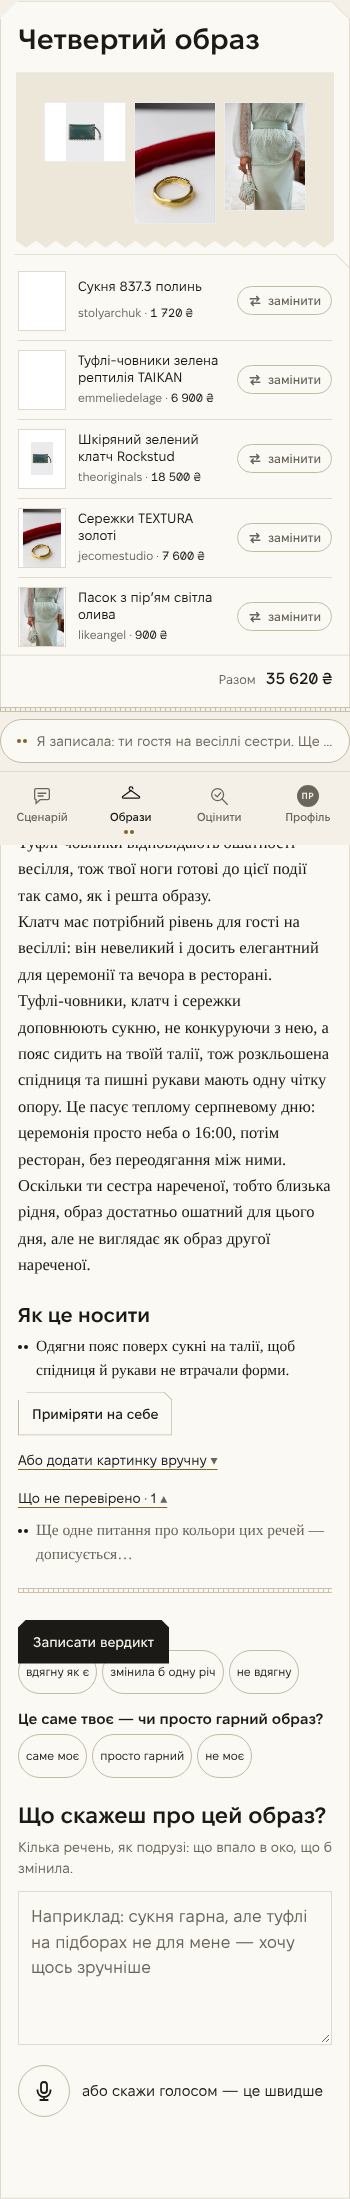 Четвертий образ
Сукня 837.3 полинь
stolyarchuk · 1 720 ₴
замінити
Туфлі-човники зелена
рептилія TAIKAN
emmeliedelage · 6 900 ₴
замінити
Шкіряний зелений
клатч Rockstud
theoriginals · 18 500 ₴
замінити
Сережки TEXTURA
золоті
jecomestudio · 7 600 ₴
замінити
Пасок з пір’ям світла
олива
likeangel · 900 ₴
замінити
Разом 35 620 ₴
Я записала: ти гостя на весіллі сестри. Ще ...
Сценарій
Образи
Оцінити
ПР
Профіль
Туфлі-човники відповідають ошатності
весілля, тож твої ноги готові до цієї події
так само, як і решта образу.
Клатч має потрібний рівень для гості на
весіллі: він невеликий і досить елегантний
для церемонії та вечора в ресторані.
Туфлі-човники, клатч і сережки
доповнюють сукню, не конкуруючи з нею, а
пояс сидить на твоїй талії, тож розкльошена
спідниця та пишні рукави мають одну чітку
опору. Це пасує теплому серпневому дню:
церемонія просто неба о 16:00, потім
ресторан, без переодягання між ними.
Оскільки ти сестра нареченої, тобто близька
рідня, образ достатньо ошатний для цього
дня, але не виглядає як образ другої
нареченої.
Як це носити
•• Одягни пояс поверх сукні на талії, щоб
спідниця й рукави не втрачали форми.
Приміряти на себе
Або додати картинку вручну ▾
Що не перевірено · 1 ▴
•• Ще одне питання про кольори цих речей —
дописується…
Записати вердикт
вдягну як є
змінила б одну річ
не вдягну
Це саме твоє — чи просто гарний образ?
саме моє
просто гарний
не моє
Що скажеш про цей образ?
Кілька речень, як подрузі: що впало в око, що б
змінила.
Наприклад: сукня гарна, але туфлі
на підборах не для мене — хочу
щось зручніше
або скажи голосом — це швидше